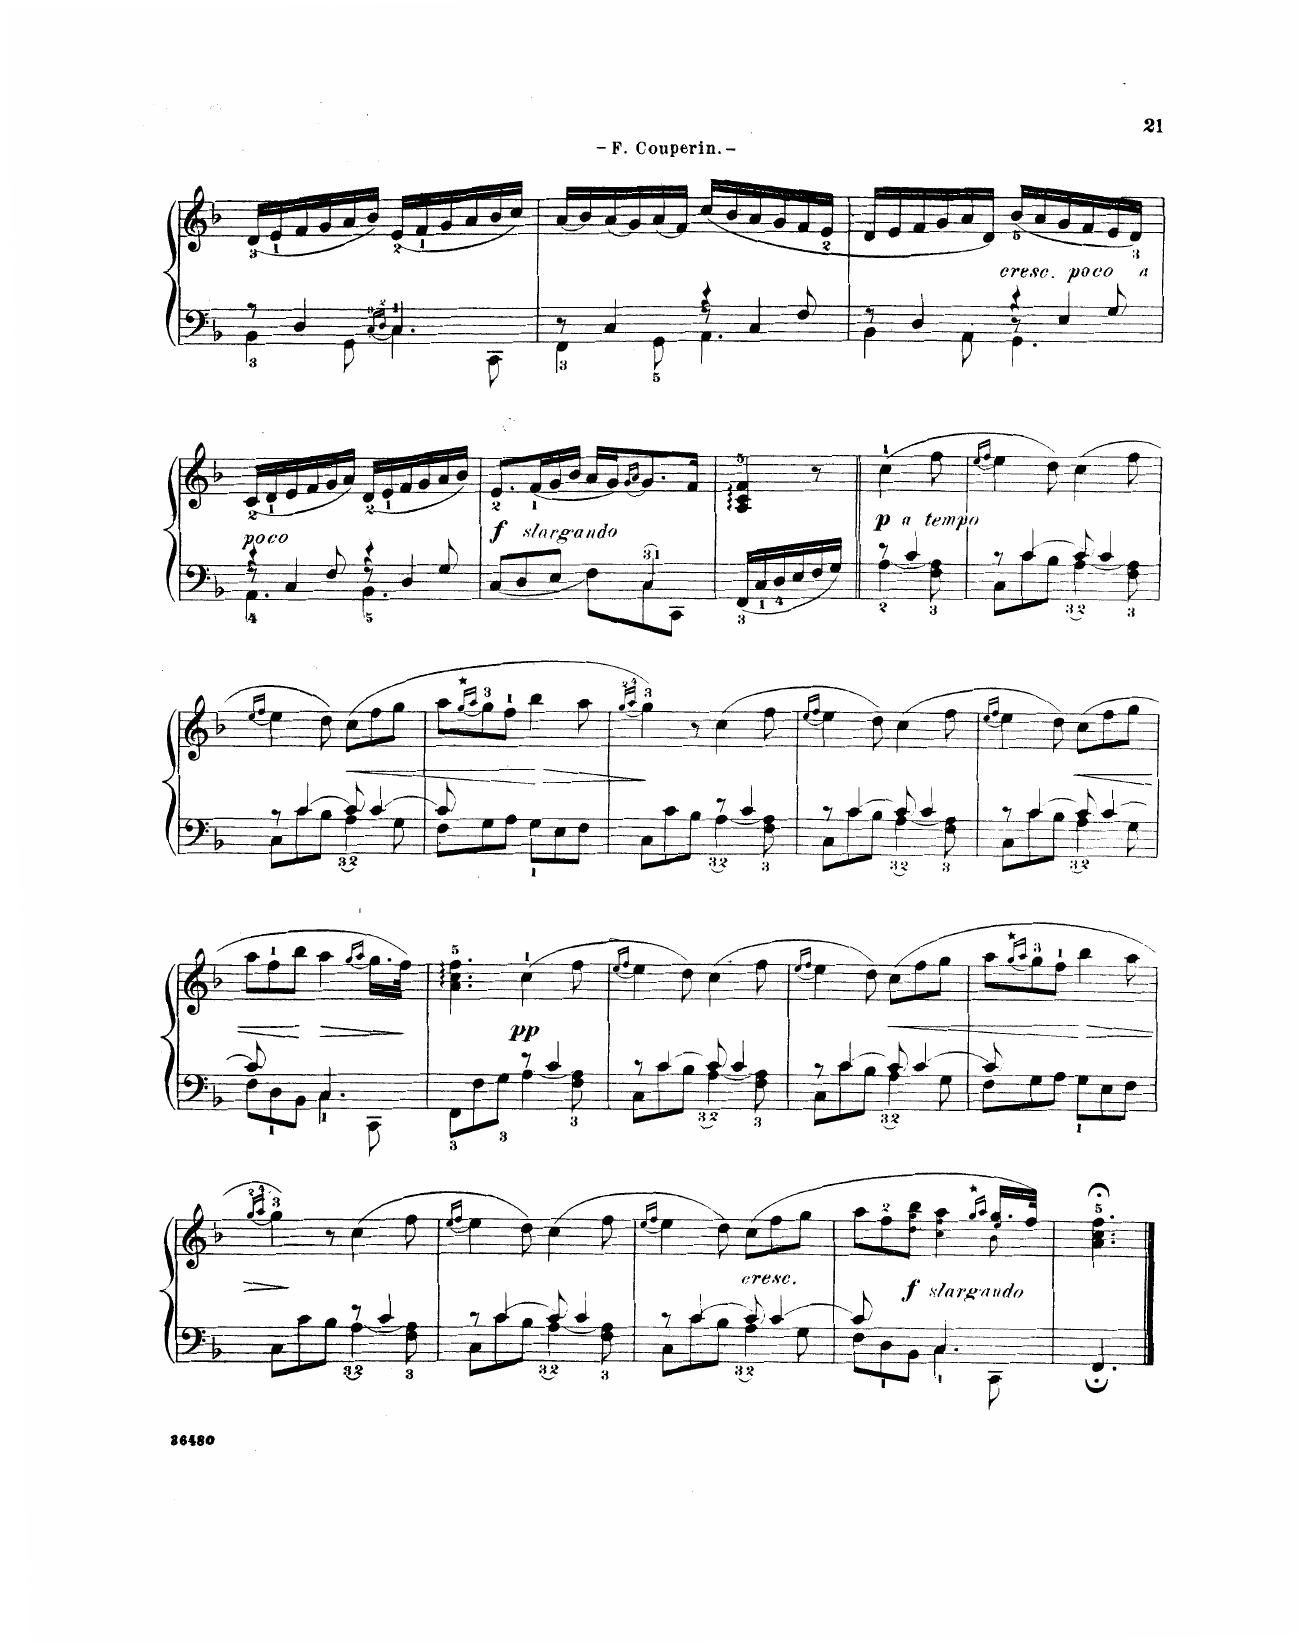 21
- F. Couperin. -
cresc. poco a
poco
f slargando
p a tempo
pp
cresc.
f slargando
36480